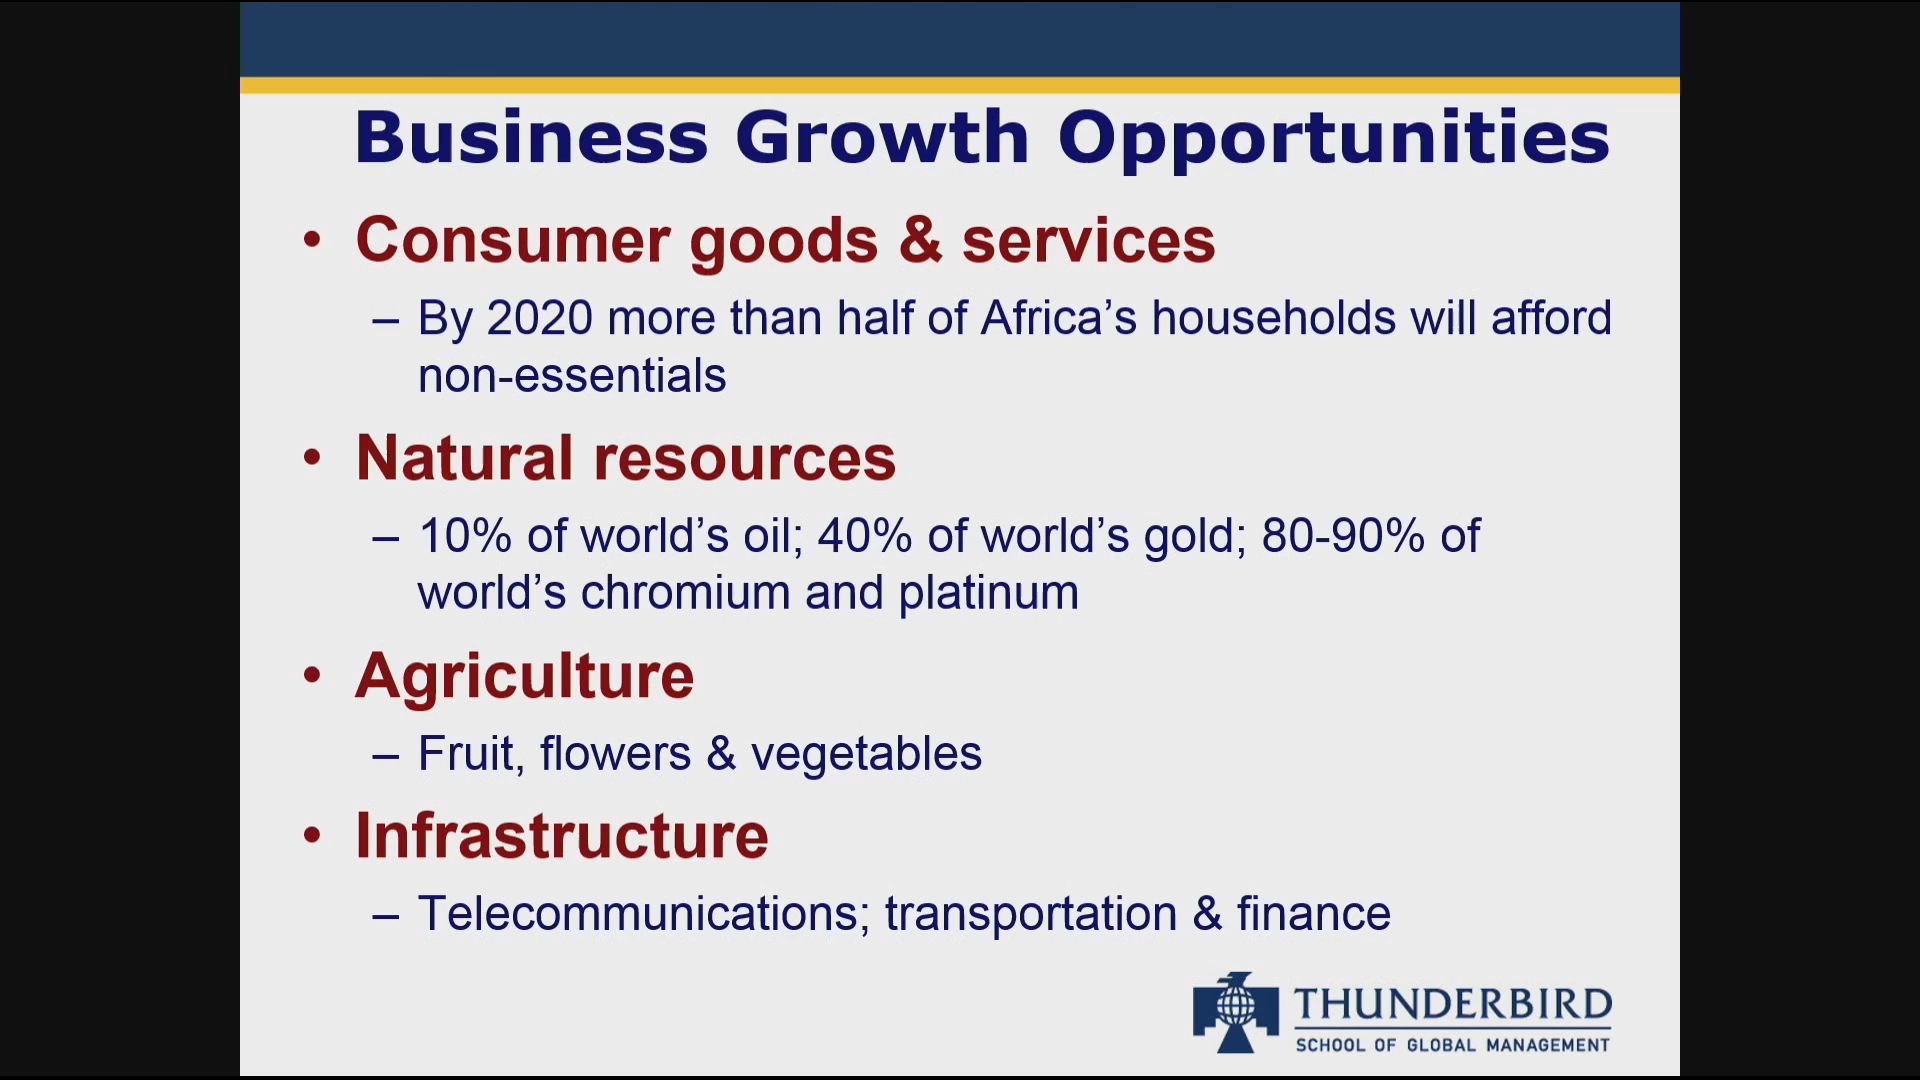 Business Growth Opportunities
• Consumer goods & services
– By 2020 more than half of Africa’s households will afford
non-essentials
• Natural resources
– 10% of world’s oil; 40% of world’s gold; 80-90% of
world’s chromium and platinum
• Agriculture
– Fruit, flowers & vegetables
• Infrastructure
– Telecommunications; transportation & finance
THUNDERBIRD
SCHOOL OF GLOBAL MANAGEMENT